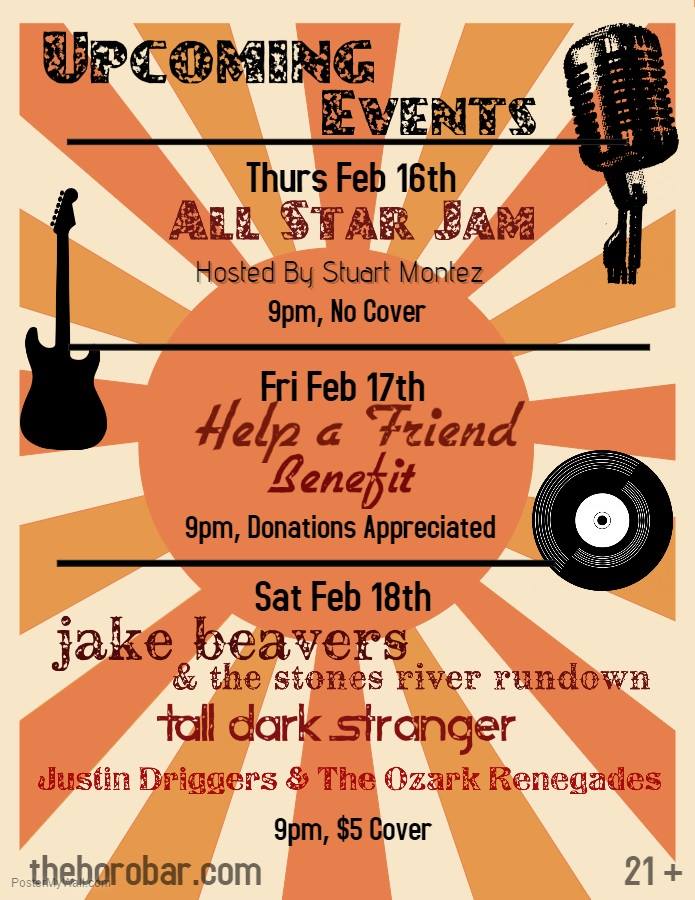 Upcoming
Events
Thurs Feb 16th
All Star Jam
Hosted By Stuart Montez
9pm, No Cover
Fri Feb 17th
Help a Friend
Benefit
9pm, Donations Appreciated
Sat Feb 18th
jake beavers
& the stones river rundown
tall dark stranger
Justin Driggers & The Ozark Renegades
9pm, $5 Cover
theborobar.com
21 +
PosterMyWall.com